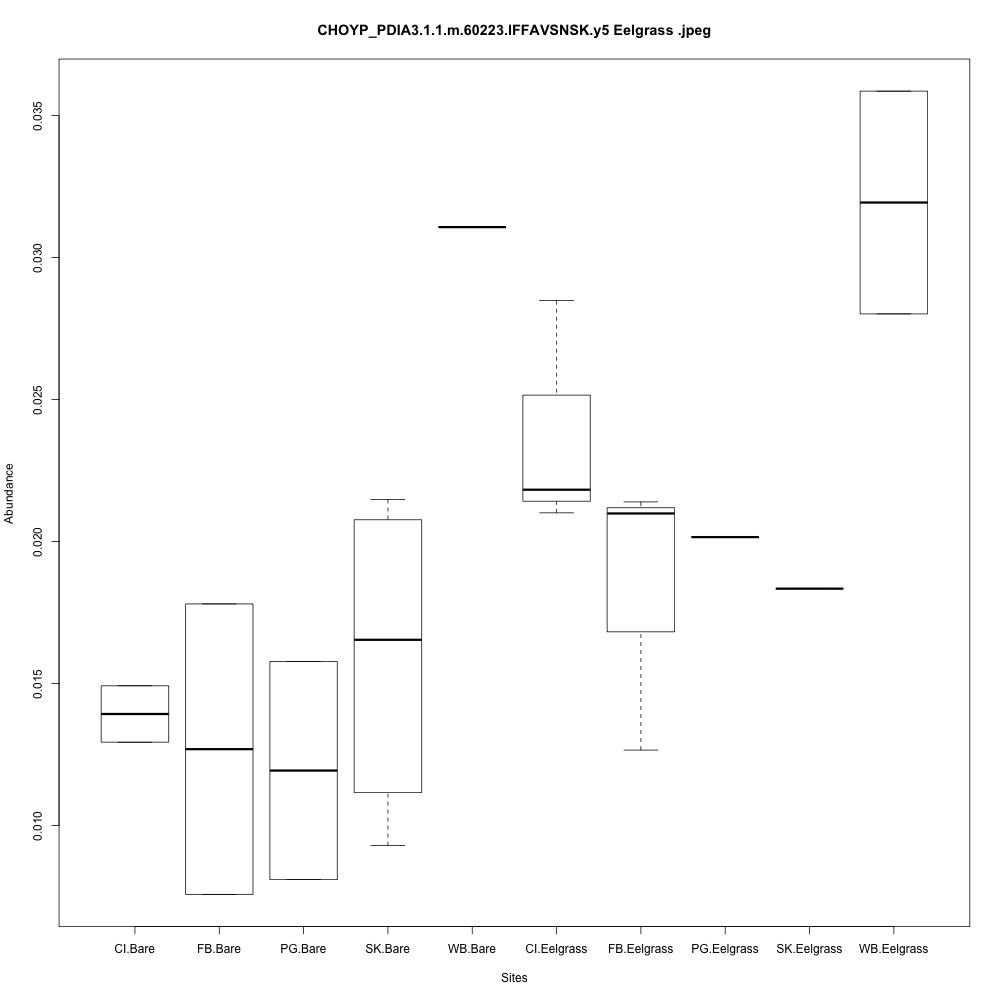 CHOYP_PDIA3.1.1.m.60223.IFFAVSNSK.y5 Eelgrass .jpeg
0.035
0.030
0.025
0.020
0.015
0.010
Abundance
CI.Bare FB.Bare PG.Bare SK.Bare WB.Bare CI.Eelgrass FB.Eelgrass PG.Eelgrass SK.Eelgrass WB.Eelgrass
Sites